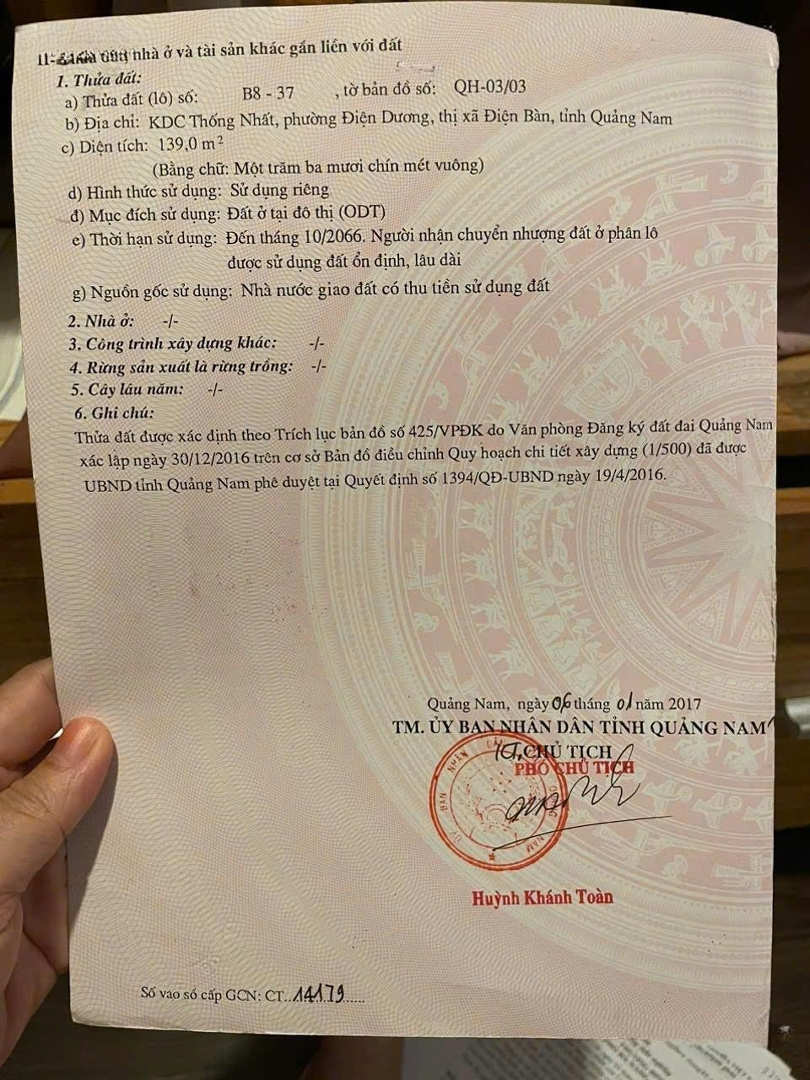 nhà ở và tài sản khác gắn liền với đất
1. Thửa đất:
a) Thửa đất (lô) số: B8 - 37 , tờ bản đồ số: QH-03/03
b) Địa chỉ: KDC Thống Nhất, phường Điện Dương, thị xã Điện Bàn, tỉnh Quảng Nam
c) Diện tích: 139,0 m²
(Bằng chữ: Một trăm ba mươi chín mét vuông)
d) Hình thức sử dụng: Sử dụng riêng
đ) Mục đích sử dụng: Đất ở tại đô thị (ODT)
e) Thời hạn sử dụng: Đến tháng 10/2066. Người nhận chuyển nhượng đất ở phân lô
được sử dụng đất ổn định, lâu dài
g) Nguồn gốc sử dụng: Nhà nước giao đất có thu tiền sử dụng đất
2. Nhà ở: -/-
3. Công trình xây dựng khác: -/-
4. Rừng sản xuất là rừng trồng: -/-
5. Cây lâu năm: -/-
6. Ghi chú:
Thửa đất được xác định theo Trích lục bản đồ số 425/VPĐK do Văn phòng Đăng ký đất đai Quảng Nam
xác lập ngày 30/12/2016 trên cơ sở Bản đồ điều chỉnh Quy hoạch chi tiết xây dựng (1/500) đã được
UBND tỉnh Quảng Nam phê duyệt tại Quyết định số 1394/QĐ-UBND ngày 19/4/2016.
Quảng Nam, ngày 06 tháng 01 năm 2017
TM. ỦY BAN NHÂN DÂN TỈNH QUẢNG NAM
KT. CHỦ TỊCH
PHÓ CHỦ TỊCH
Huỳnh Khánh Toàn
Số vào sổ cấp GCN: CT..14179......